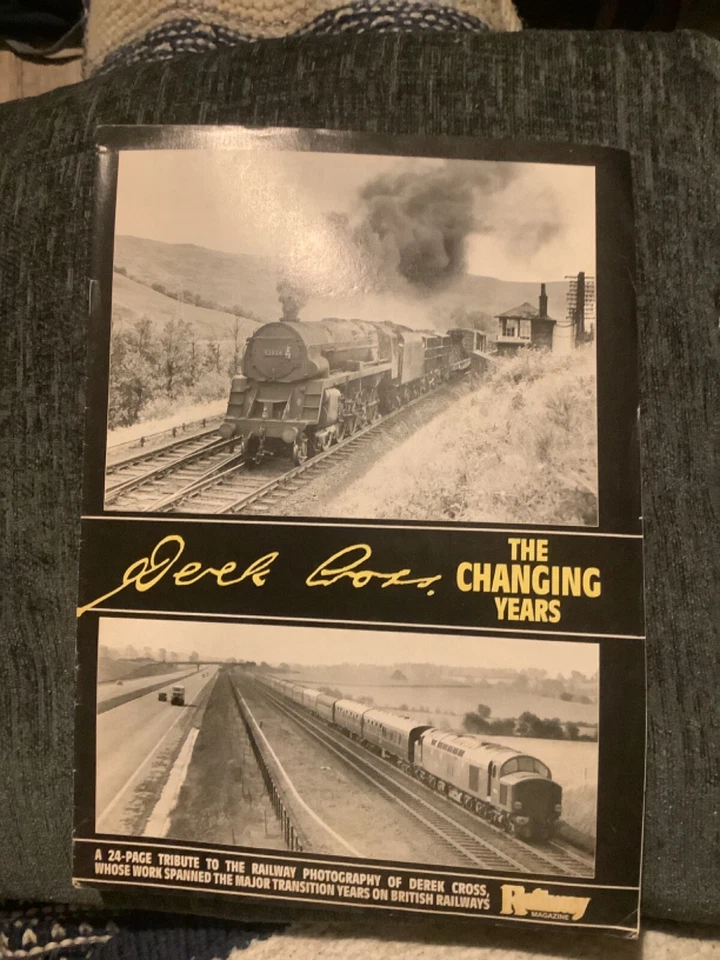 Derek Cross.
THE
CHANGING
YEARS
A 24-PAGE TRIBUTE TO THE RAILWAY PHOTOGRAPHY OF DEREK CROSS,
WHOSE WORK SPANNED THE MAJOR TRANSITION YEARS ON BRITISH RAILWAYS
Railway
MAGAZINE